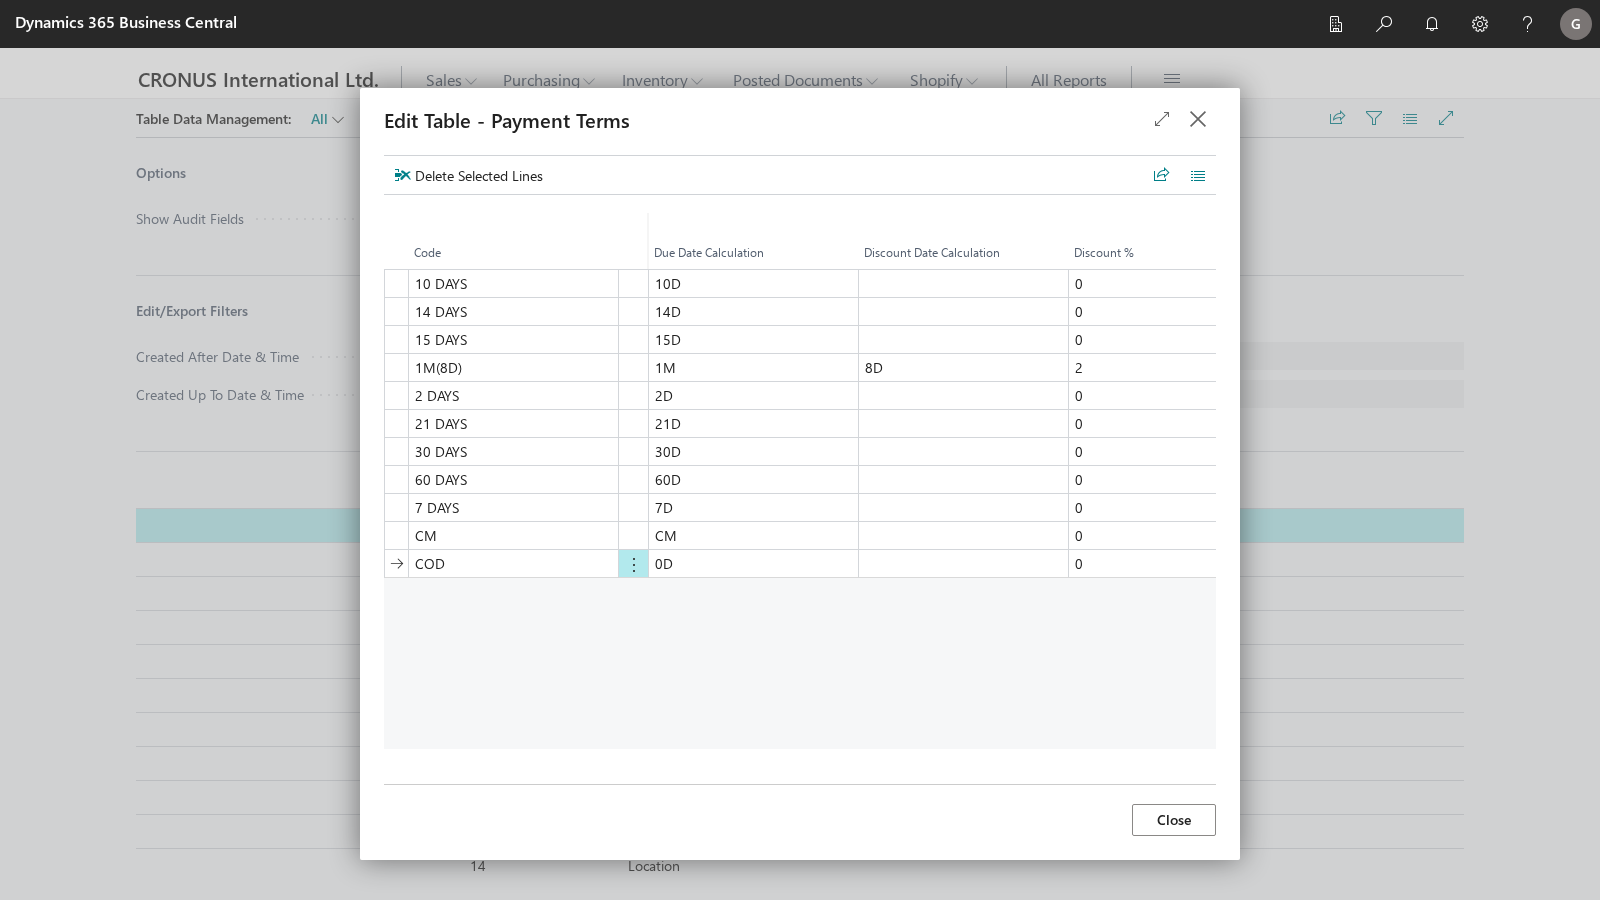 Dynamics 365 Business Central
G
CRONUS International Ltd.
Sales
Purchasing
Inventory
Posted Documents
Shopify
All Reports
Table Data Management:
All
Options
Show Audit Fields
Edit/Export Filters
Created After Date & Time
Created Up To Date & Time
Edit Table - Payment Terms
Delete Selected Lines
Code Due Date Calculation Discount Date Calculation Discount %
10 DAYS 10D 0
14 DAYS 14D 0
15 DAYS 15D 0
1M(8D) 1M 8D 2
2 DAYS 2D 0
21 DAYS 21D 0
30 DAYS 30D 0
60 DAYS 60D 0
7 DAYS 7D 0
CM CM 0
COD 0D 0
Close
14 Location